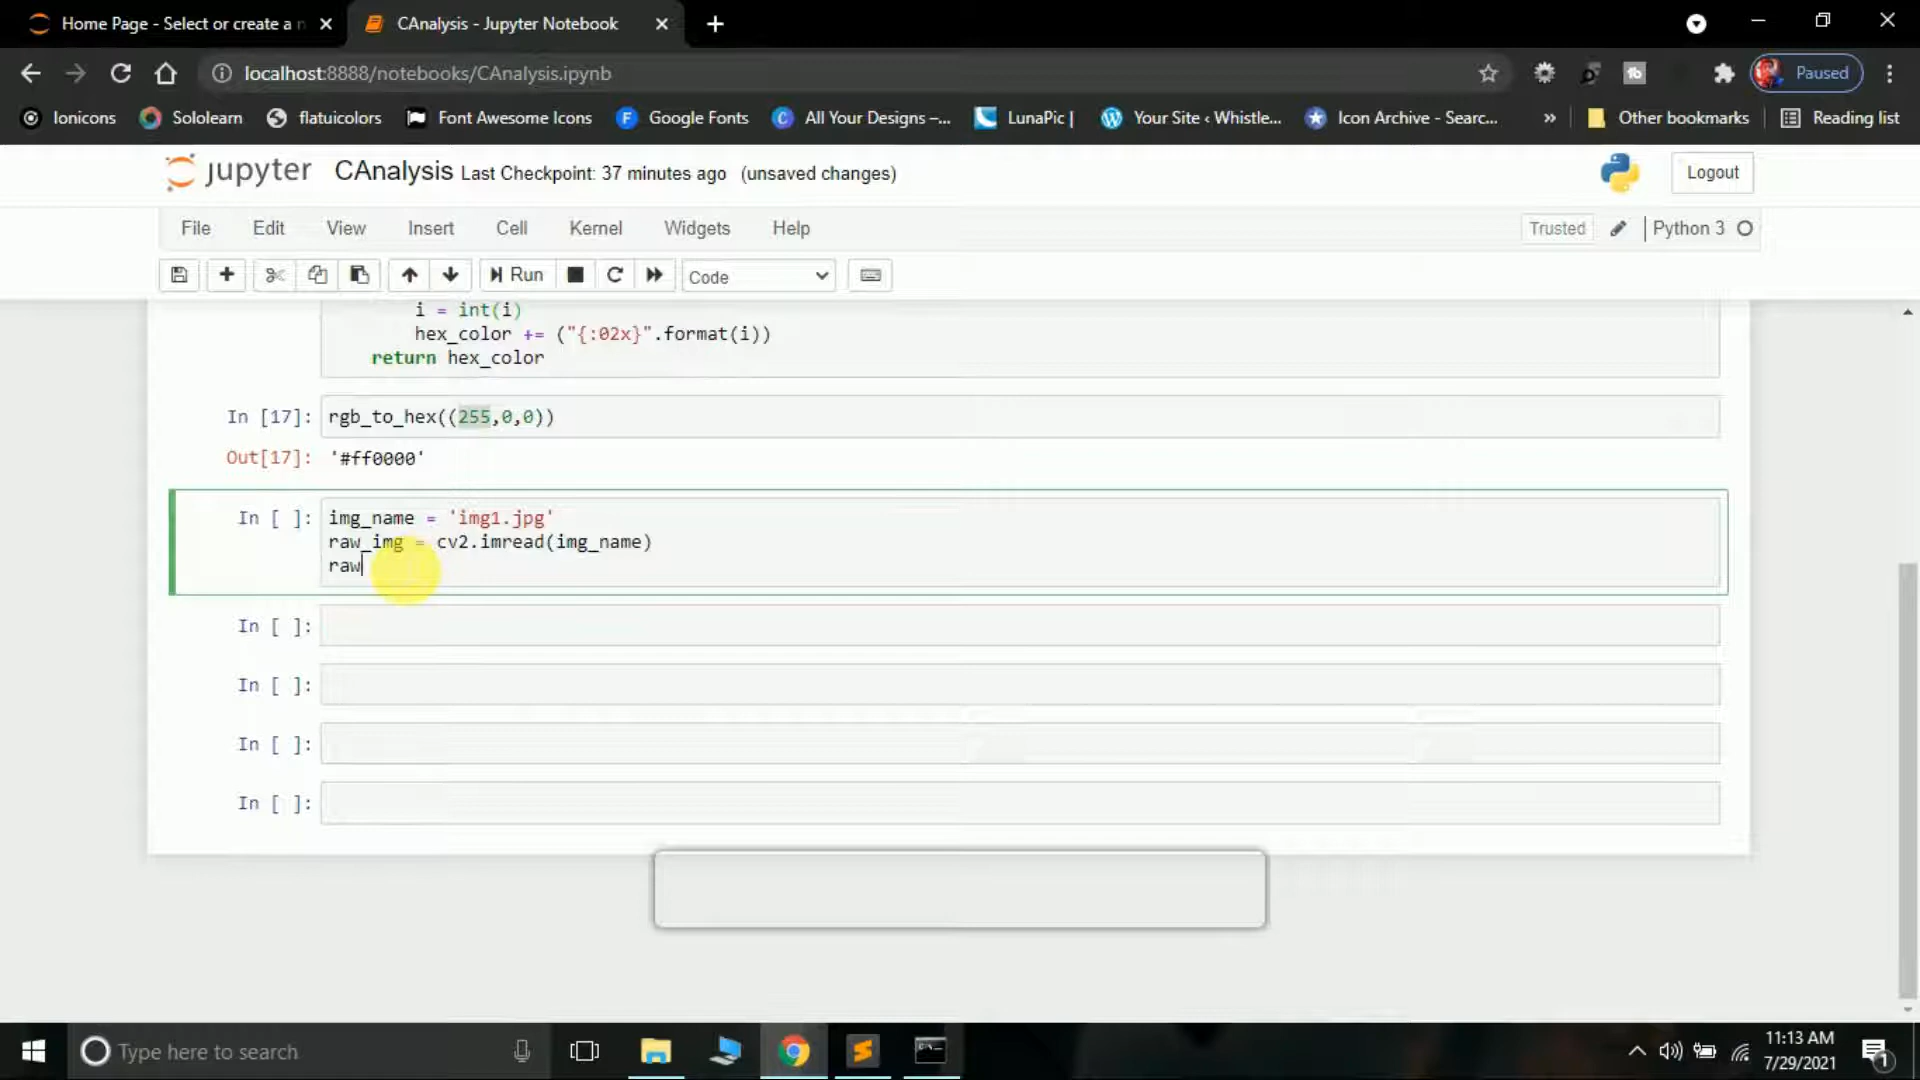 Home Page - Select or create a n
CAnalysis - Jupyter Notebook
localhost:8888/notebooks/CAnalysis.ipynb
Paused
Ionicons
Sololearn
flatuicolors
Font Awesome Icons
Google Fonts
All Your Designs –...
LunaPic |
Your Site ‹ Whistle...
Icon Archive - Searc...
»
Other bookmarks
Reading list
jupyter
CAnalysis Last Checkpoint: 37 minutes ago (unsaved changes)
Logout
File
Edit
View
Insert
Cell
Kernel
Widgets
Help
Trusted
Python 3
Run
Code
i = int(i)
hex_color += ("{:02x}".format(i))
return hex_color
In [17]: rgb_to_hex((255,0,0))
Out[17]: '#ff0000'
In [ ]: img_name = 'img1.jpg'
raw_img = cv2.imread(img_name)
raw
In [ ]:
In [ ]:
In [ ]:
In [ ]:
Type here to search
11:13 AM
7/29/2021
1